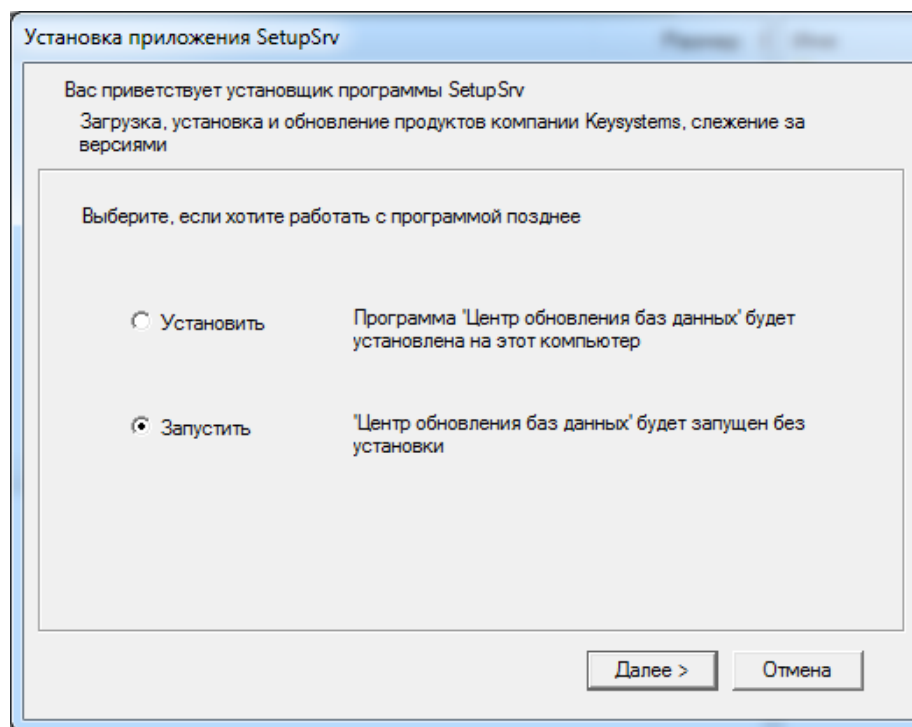 Установка приложения SetupSrv
Вас приветствует установщик программы SetupSrv
Загрузка, установка и обновление продуктов компании Keysystems, слежение за
версиями
Выберите, если хотите работать с программой позднее
Установить
Программа 'Центр обновления баз данных' будет
установлена на этот компьютер
Запустить
'Центр обновления баз данных' будет запущен без
установки
Далее >
Отмена